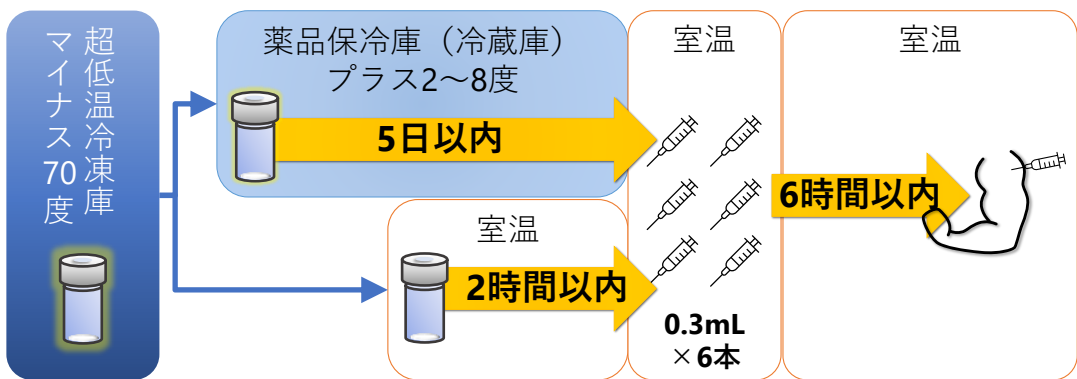 超低温冷凍庫
マイナス70度
薬品保冷庫（冷蔵庫）
プラス2～8度
5日以内
室温
2時間以内
室温
0.3mL
×6本
室温
6時間以内